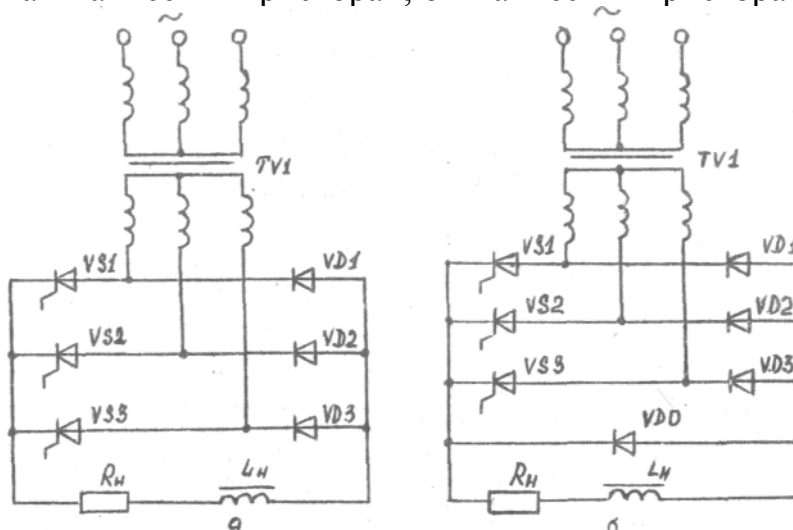 ~
~
TV1
TV1
VS1
VD1
VS1
VD1
VS2
VD2
VS2
VD2
VS3
VD3
VS3
VD3
VD0
Rн
Lн
Rн
Lн